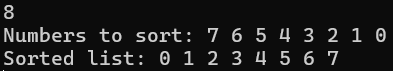 8
Numbers to sort: 7 6 5 4 3 2 1 0
Sorted list: 0 1 2 3 4 5 6 7